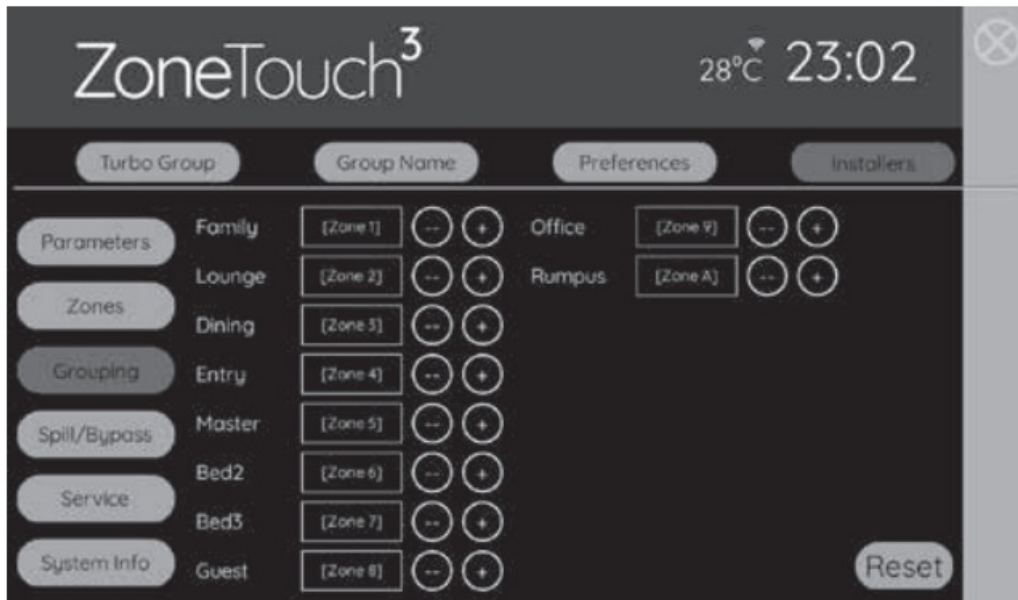 ZoneTouch³
28°C 23:02
Turbo Group Group Name Preferences Installers
Parameters
Zones
Grouping
Spill/Bypass
Service
System Info
Family [Zone 1] -- +
Lounge [Zone 2] -- +
Dining [Zone 3] -- +
Entry [Zone 4] -- +
Master [Zone 5] -- +
Bed2 [Zone 6] -- +
Bed3 [Zone 7] -- +
Guest [Zone 8] -- +
Office [Zone 9] -- +
Rumpus [Zone A] -- +
Reset